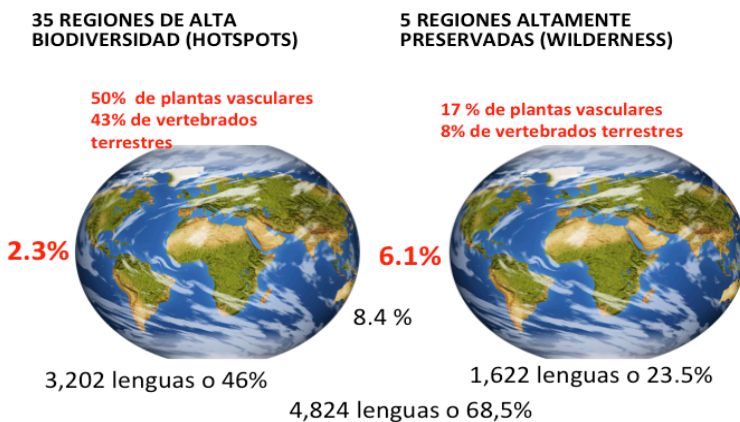 35 REGIONES DE ALTA
BIODIVERSIDAD (HOTSPOTS)
50% de plantas vasculares
43% de vertebrados
terrestres
2.3%
3,202 lenguas o 46%
5 REGIONES ALTAMENTE
PRESERVADAS (WILDERNESS)
17 % de plantas vasculares
8% de vertebrados terrestres
6.1%
8.4 %
1,622 lenguas o 23.5%
4,824 lenguas o 68,5%